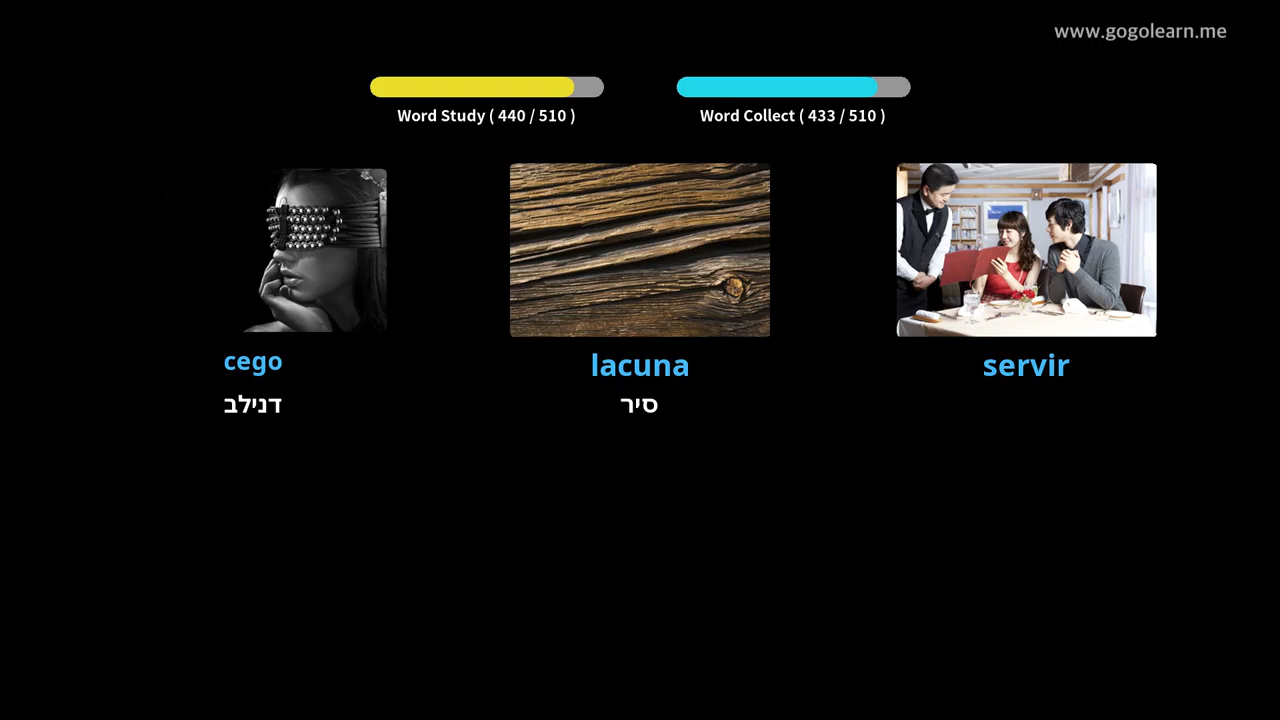 www.gogolearn.me
Word Study ( 440 / 510 )
Word Collect ( 433 / 510 )
cego
דנילב
lacuna
סיר
servir